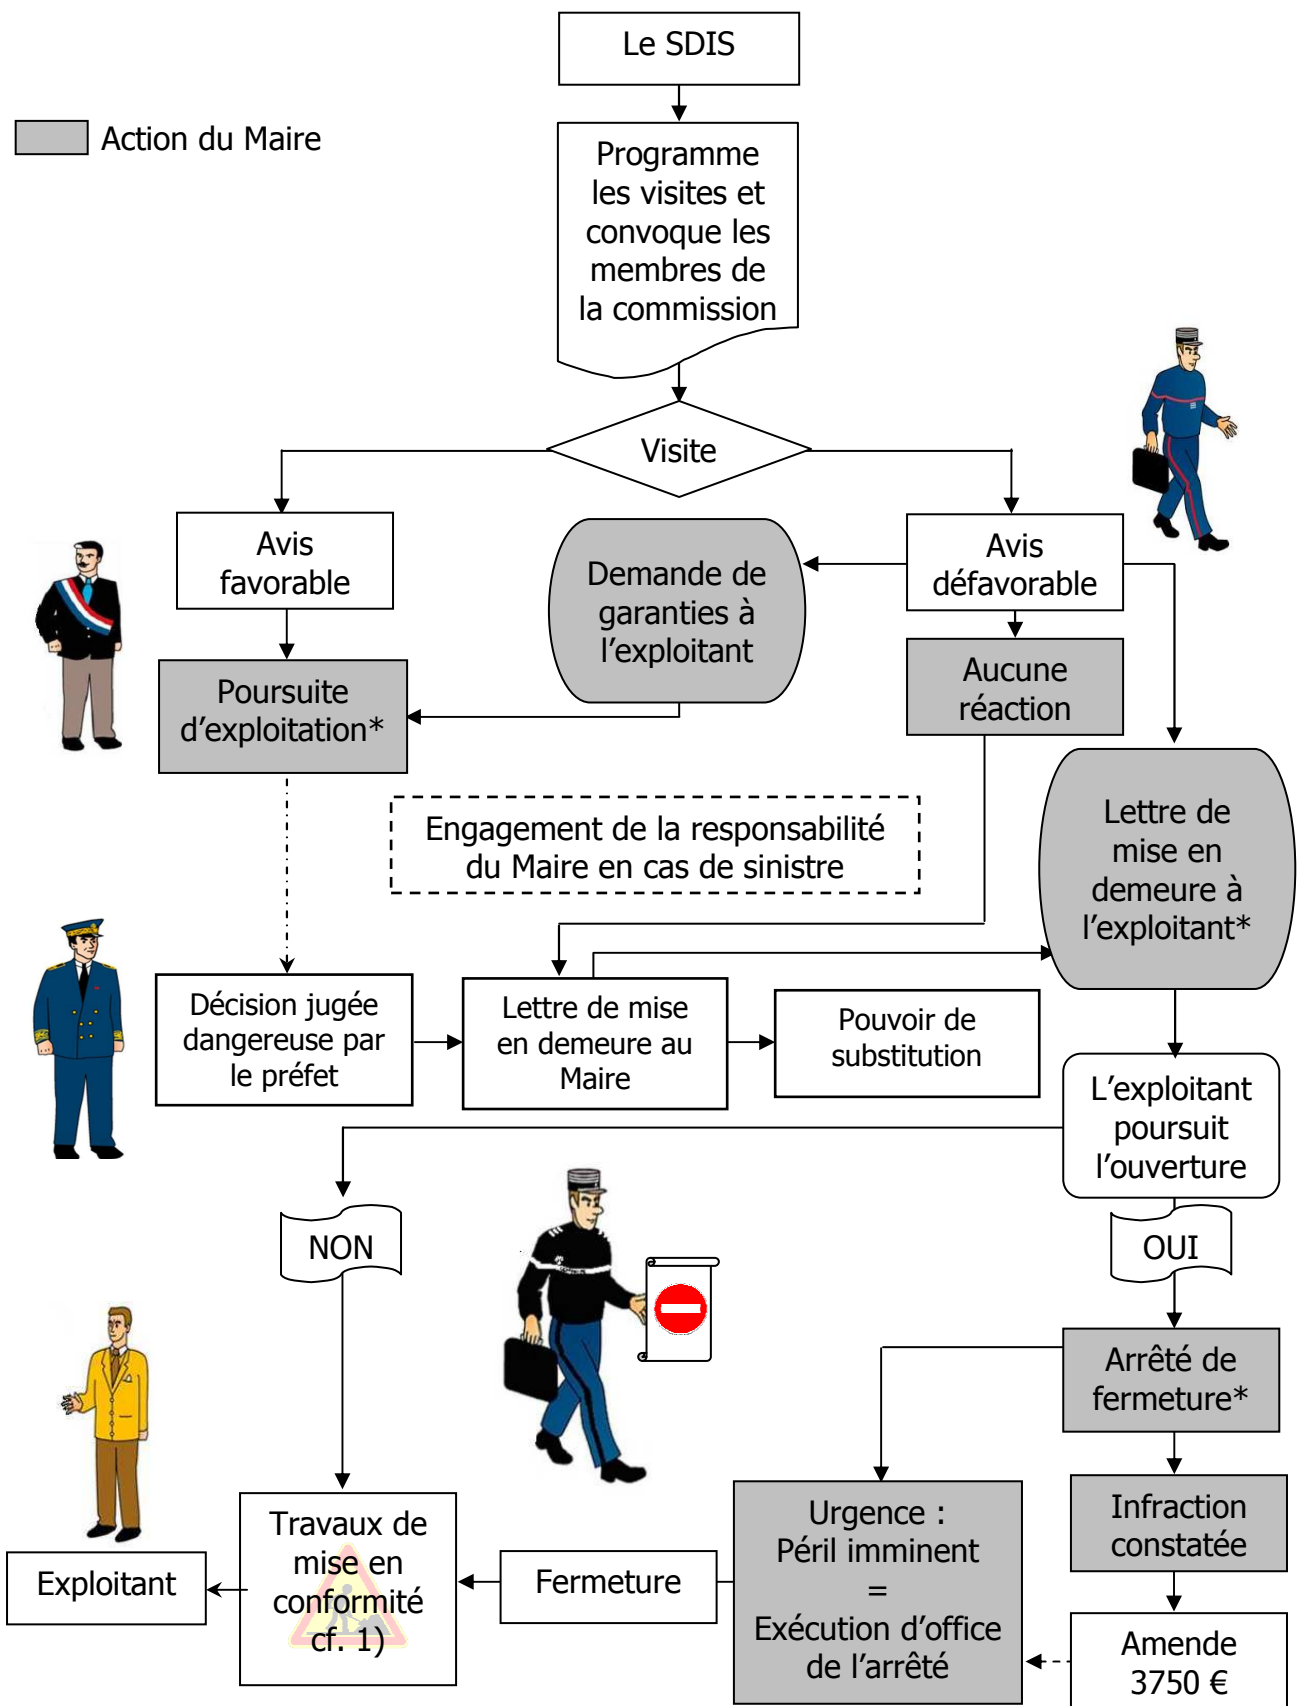 Le SDIS
Action du Maire
Programme
les visites et
convoque les
membres de
la commission
Visite
Avis
favorable
Demande de
garanties à
l'exploitant
Avis
défavorable
Poursuite
d'exploitation*
Aucune
réaction
Engagement de la responsabilité
du Maire en cas de sinistre
Lettre de
mise en
demeure à
l'exploitant*
Décision jugée
dangereuse par
le préfet
Lettre de mise
en demeure au
Maire
Pouvoir de
substitution
L'exploitant
poursuit
l'ouverture
NON
OUI
Arrêté de
fermeture*
Infraction
constatée
Urgence :
Péril imminent
=
Exécution d'office
de l'arrêté
Fermeture
Travaux de
mise en
conformité
cf. 1)
Exploitant
Amende
3750 €